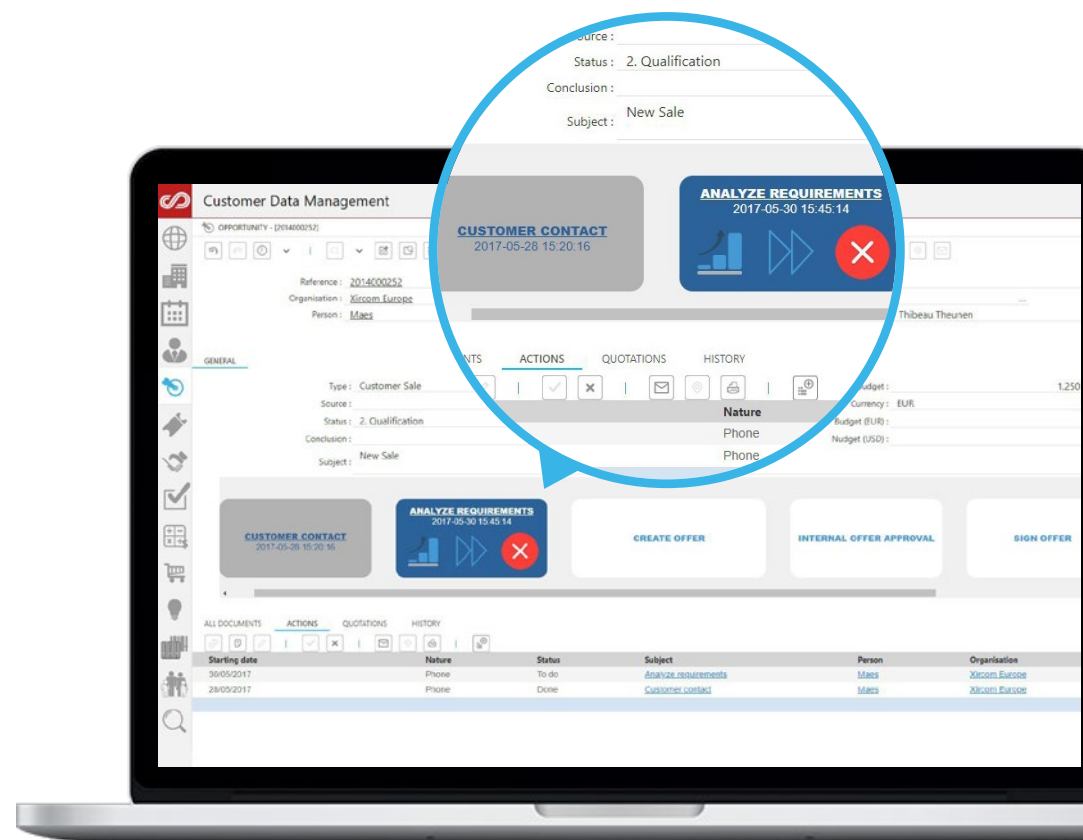 Source :
Status : 2. Qualification
Conclusion :
Subject : New Sale
CUSTOMER CONTACT
2017-05-28 15:20:16
ANALYZE REQUIREMENTS
2017-05-30 15:45:14
NTS ACTIONS QUOTATIONS HISTORY
Nature
Phone
Phone
Customer Data Management
OPPORTUNITY - [2014000252]
Reference : 2014000252
Organisation : Xircom Europe
Person : Maes
Thibeau Theunen
GENERAL
Type : Customer Sale
Source :
Status : 2. Qualification
Conclusion :
Subject : New Sale
Budget : 1.250
Currency : EUR
Budget (EUR) :
Nudget (USD) :
CUSTOMER CONTACT
2017-05-28 15:20:16
ANALYZE REQUIREMENTS
2017-05-30 15:45:14
CREATE OFFER
INTERNAL OFFER APPROVAL
SIGN OFFER
ALL DOCUMENTS ACTIONS QUOTATIONS HISTORY
Starting date Nature Status Subject Person Organisation
30/05/2017 Phone To do Analyze requirements Maes Xircom Europe
28/05/2017 Phone Done Customer contact Maes Xircom Europe